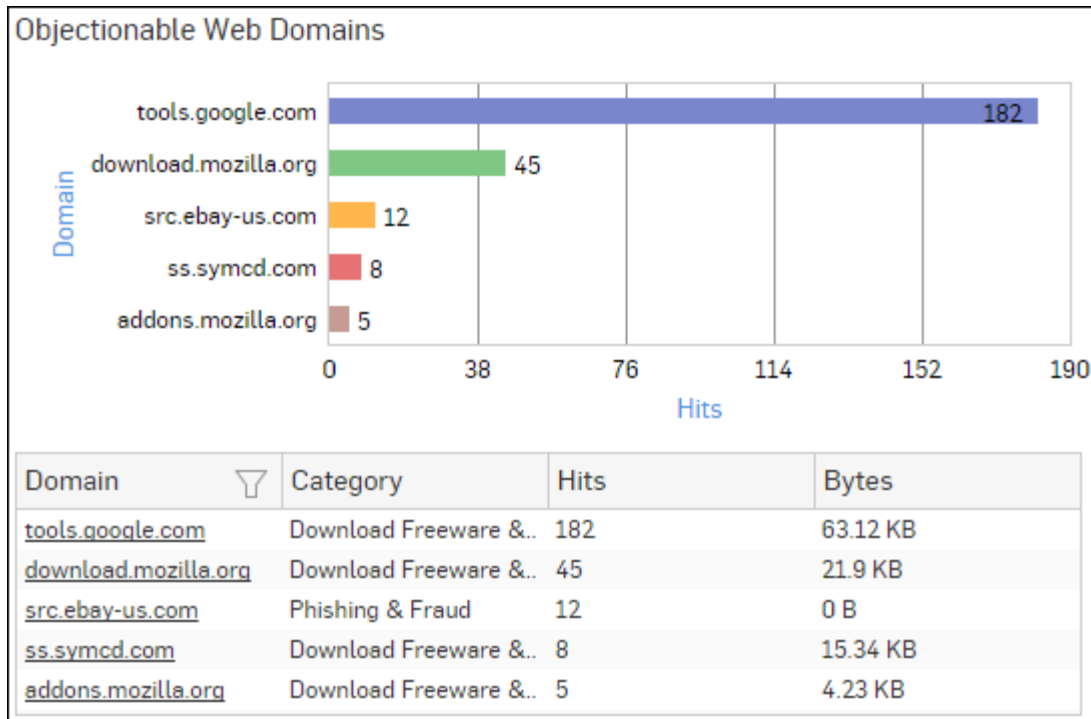 Objectionable Web Domains
Domain
tools.google.com 182
download.mozilla.org 45
src.ebay-us.com 12
ss.symcd.com 8
addons.mozilla.org 5
0 38 76 114 152 190
Hits
Domain Category Hits Bytes
tools.google.com Download Freeware &.. 182 63.12 KB
download.mozilla.org Download Freeware &.. 45 21.9 KB
src.ebay-us.com Phishing & Fraud 12 0 B
ss.symcd.com Download Freeware &.. 8 15.34 KB
addons.mozilla.org Download Freeware &.. 5 4.23 KB